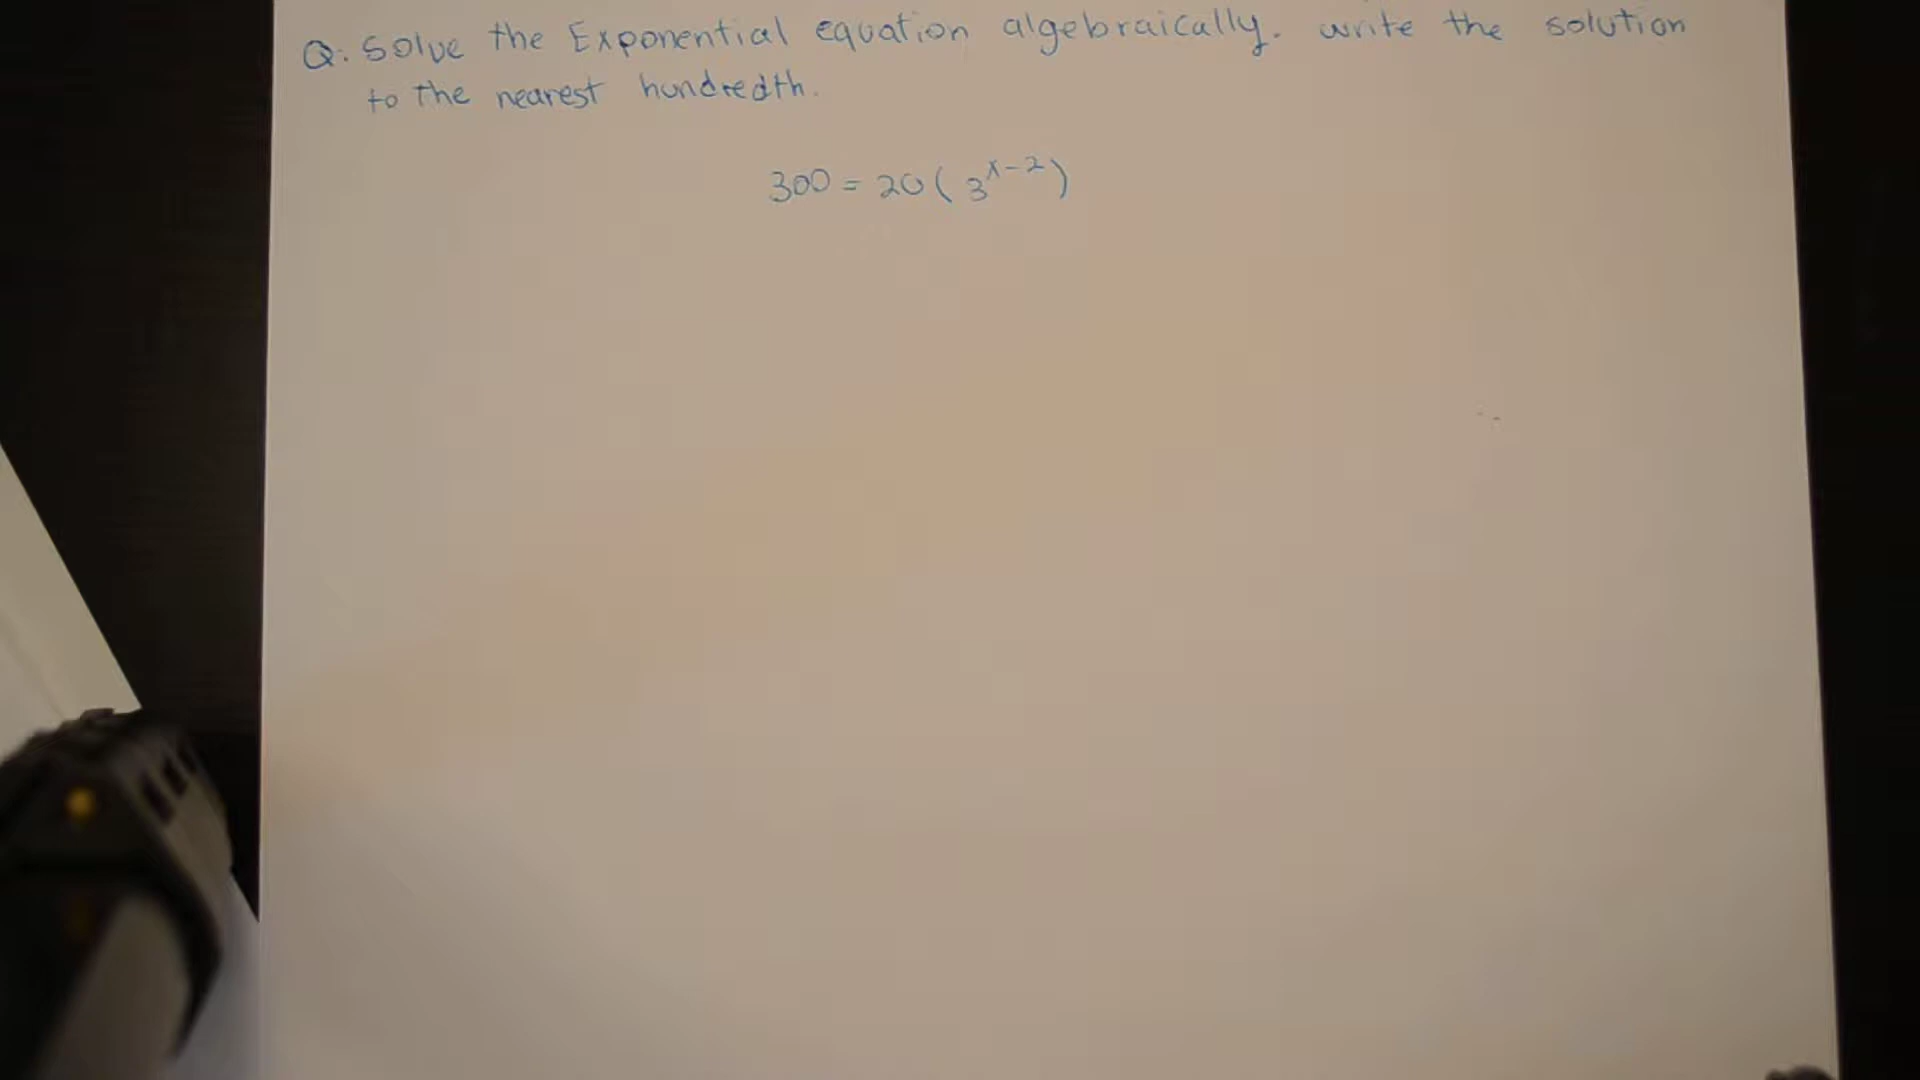 Q: Solve the Exponential equation algebraically. write the solution
to the nearest hundredth.
300 = 20 ( 3^{x-2} )